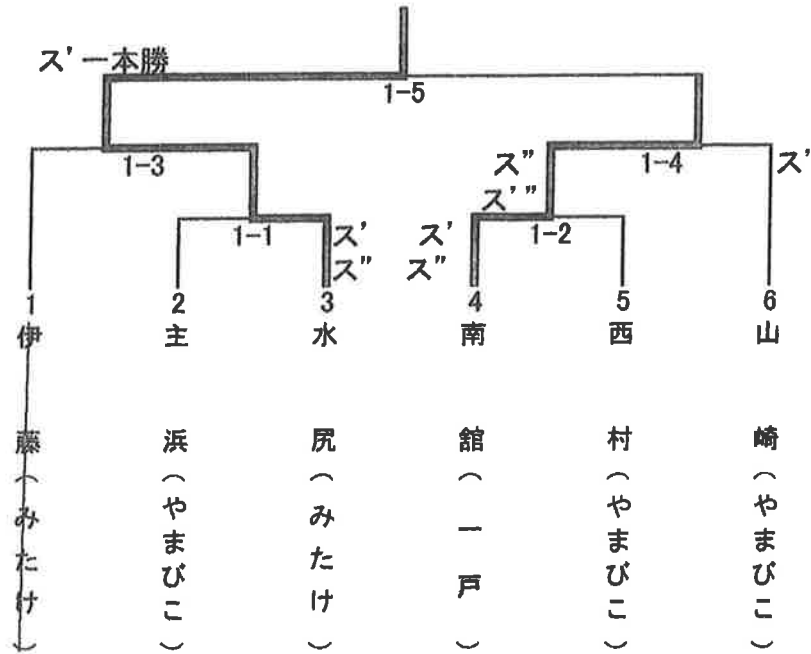 ス' 一本勝
1-5
1-3
ス"
1-4
ス'
ス'"
1-1
ス'
ス'
1-2
ス"
ス"
1
2
3
4
5
6
伊藤(みたけ)
主浜(やまびこ)
水尻(みたけ)
南舘(一戸)
西村(やまびこ)
山崎(やまびこ)